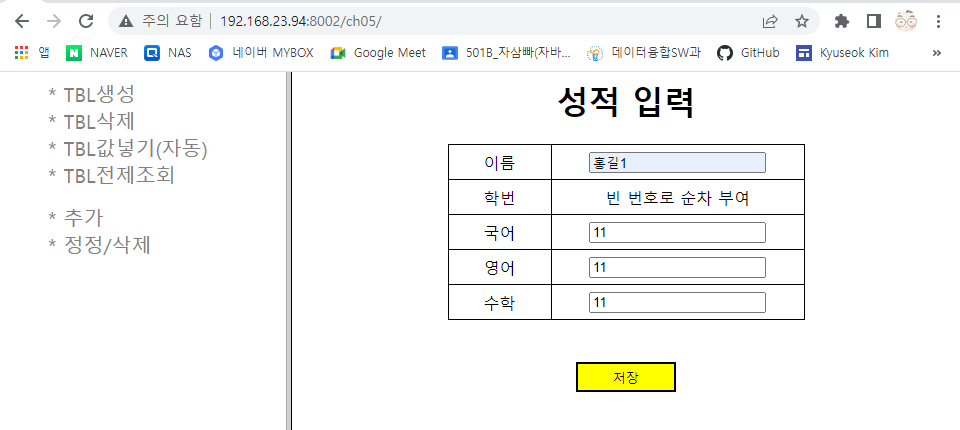 주의 요함 192.168.23.94:8002/ch05/
앱 NAVER NAS 네이버 MYBOX Google Meet 501B_자삼빠(자바... 데이터융합SW과 GitHub Kyuseok Kim »
* TBL생성
* TBL삭제
* TBL값넣기(자동)
* TBL전제조회
* 추가
* 정정/삭제
성적 입력
이름 홍길1
학번 빈 번호로 순차 부여
국어 11
영어 11
수학 11
저장